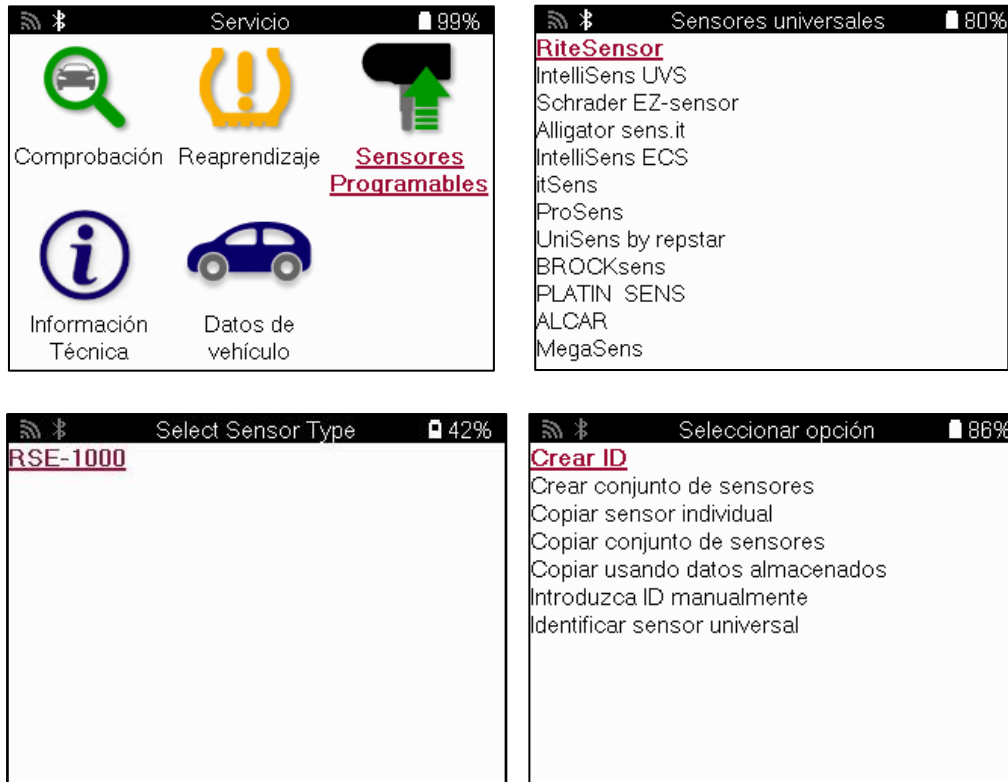 Servicio 99%
Comprobación Reaprendizaje Sensores
Programables
Información Datos de
Técnica vehículo
Sensores universales 80%
RiteSensor
IntelliSens UVS
Schrader EZ-sensor
Alligator sens.it
IntelliSens ECS
itSens
ProSens
UniSens by repstar
BROCKsens
PLATIN SENS
ALCAR
MegaSens
Select Sensor Type 42%
RSE-1000
Seleccionar opción 86%
Crear ID
Crear conjunto de sensores
Copiar sensor individual
Copiar conjunto de sensores
Copiar usando datos almacenados
Introduzca ID manualmente
Identificar sensor universal